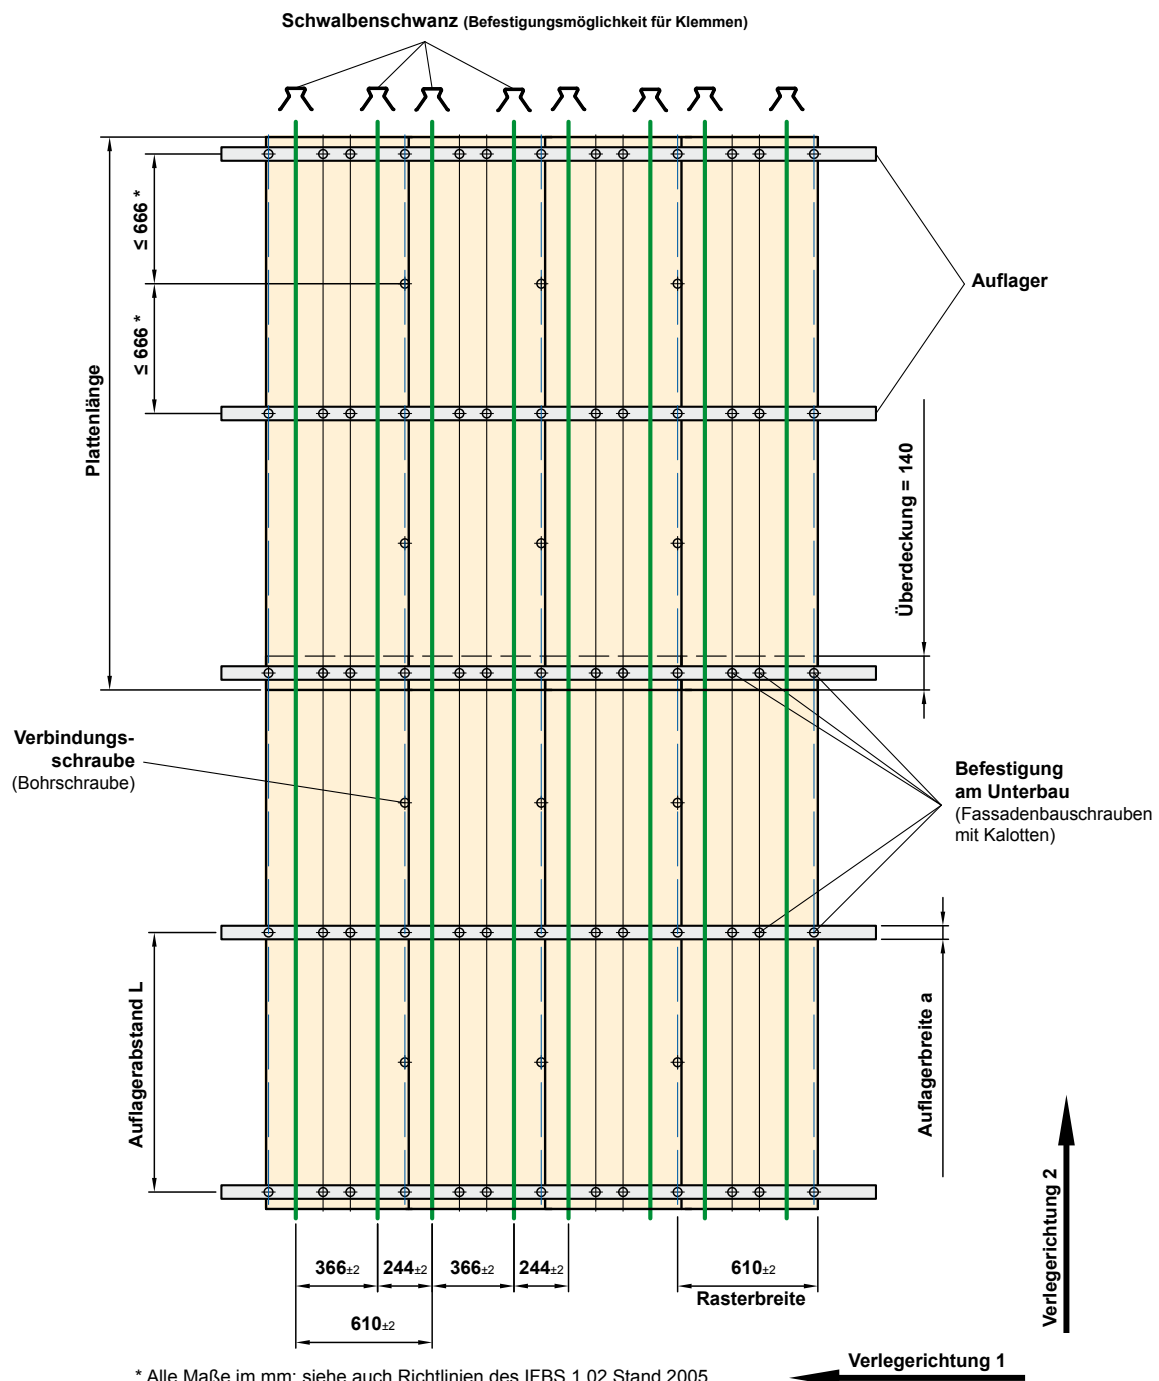 Schwalbenschwanz (Befestigungsmöglichkeit für Klemmen)
≤ 666 *
≤ 666 *
Plattenlänge
Auflager
Überdeckung = 140
Verbindungs-
schraube
(Bohrschraube)
Befestigung
am Unterbau
(Fassadenbauschrauben
mit Kalotten)
Auflagerabstand L
Auflagerbreite a
Verlegerichtung 2
366±2 244±2 366±2 244±2 610±2
Rasterbreite
610±2
Verlegerichtung 1
* Alle Maße im mm; siehe auch Richtlinien des IFBS 1.02 Stand 2005